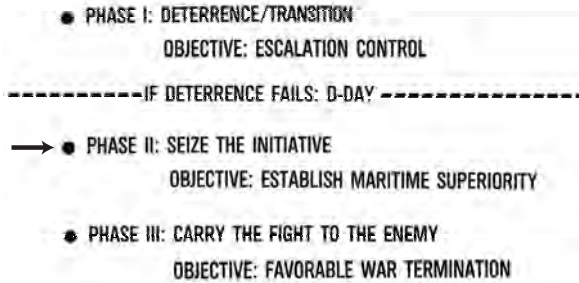 ● PHASE I: DETERRENCE/TRANSITION
OBJECTIVE: ESCALATION CONTROL
IF DETERRENCE FAILS: D-DAY
● PHASE II: SEIZE THE INITIATIVE
OBJECTIVE: ESTABLISH MARITIME SUPERIORITY
● PHASE III: CARRY THE FIGHT TO THE ENEMY
OBJECTIVE: FAVORABLE WAR TERMINATION